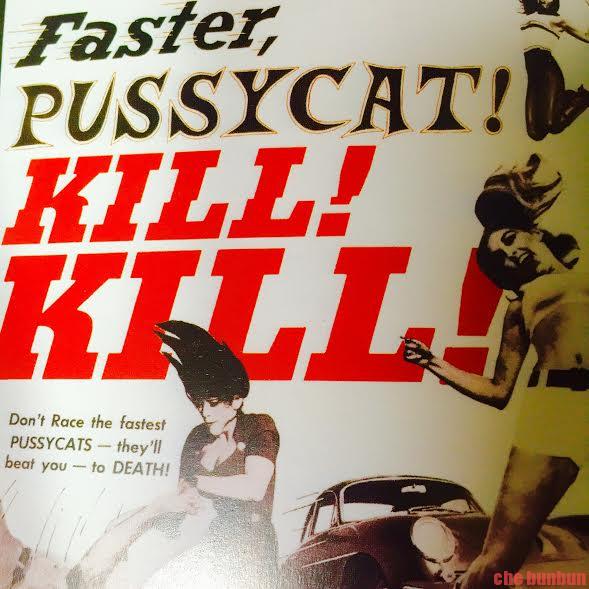 Faster,
PUSSYCAT!
KILL!
KILL!
Don't Race the fastest
PUSSYCATS — they'll
beat you — to DEATH!
che bunbun